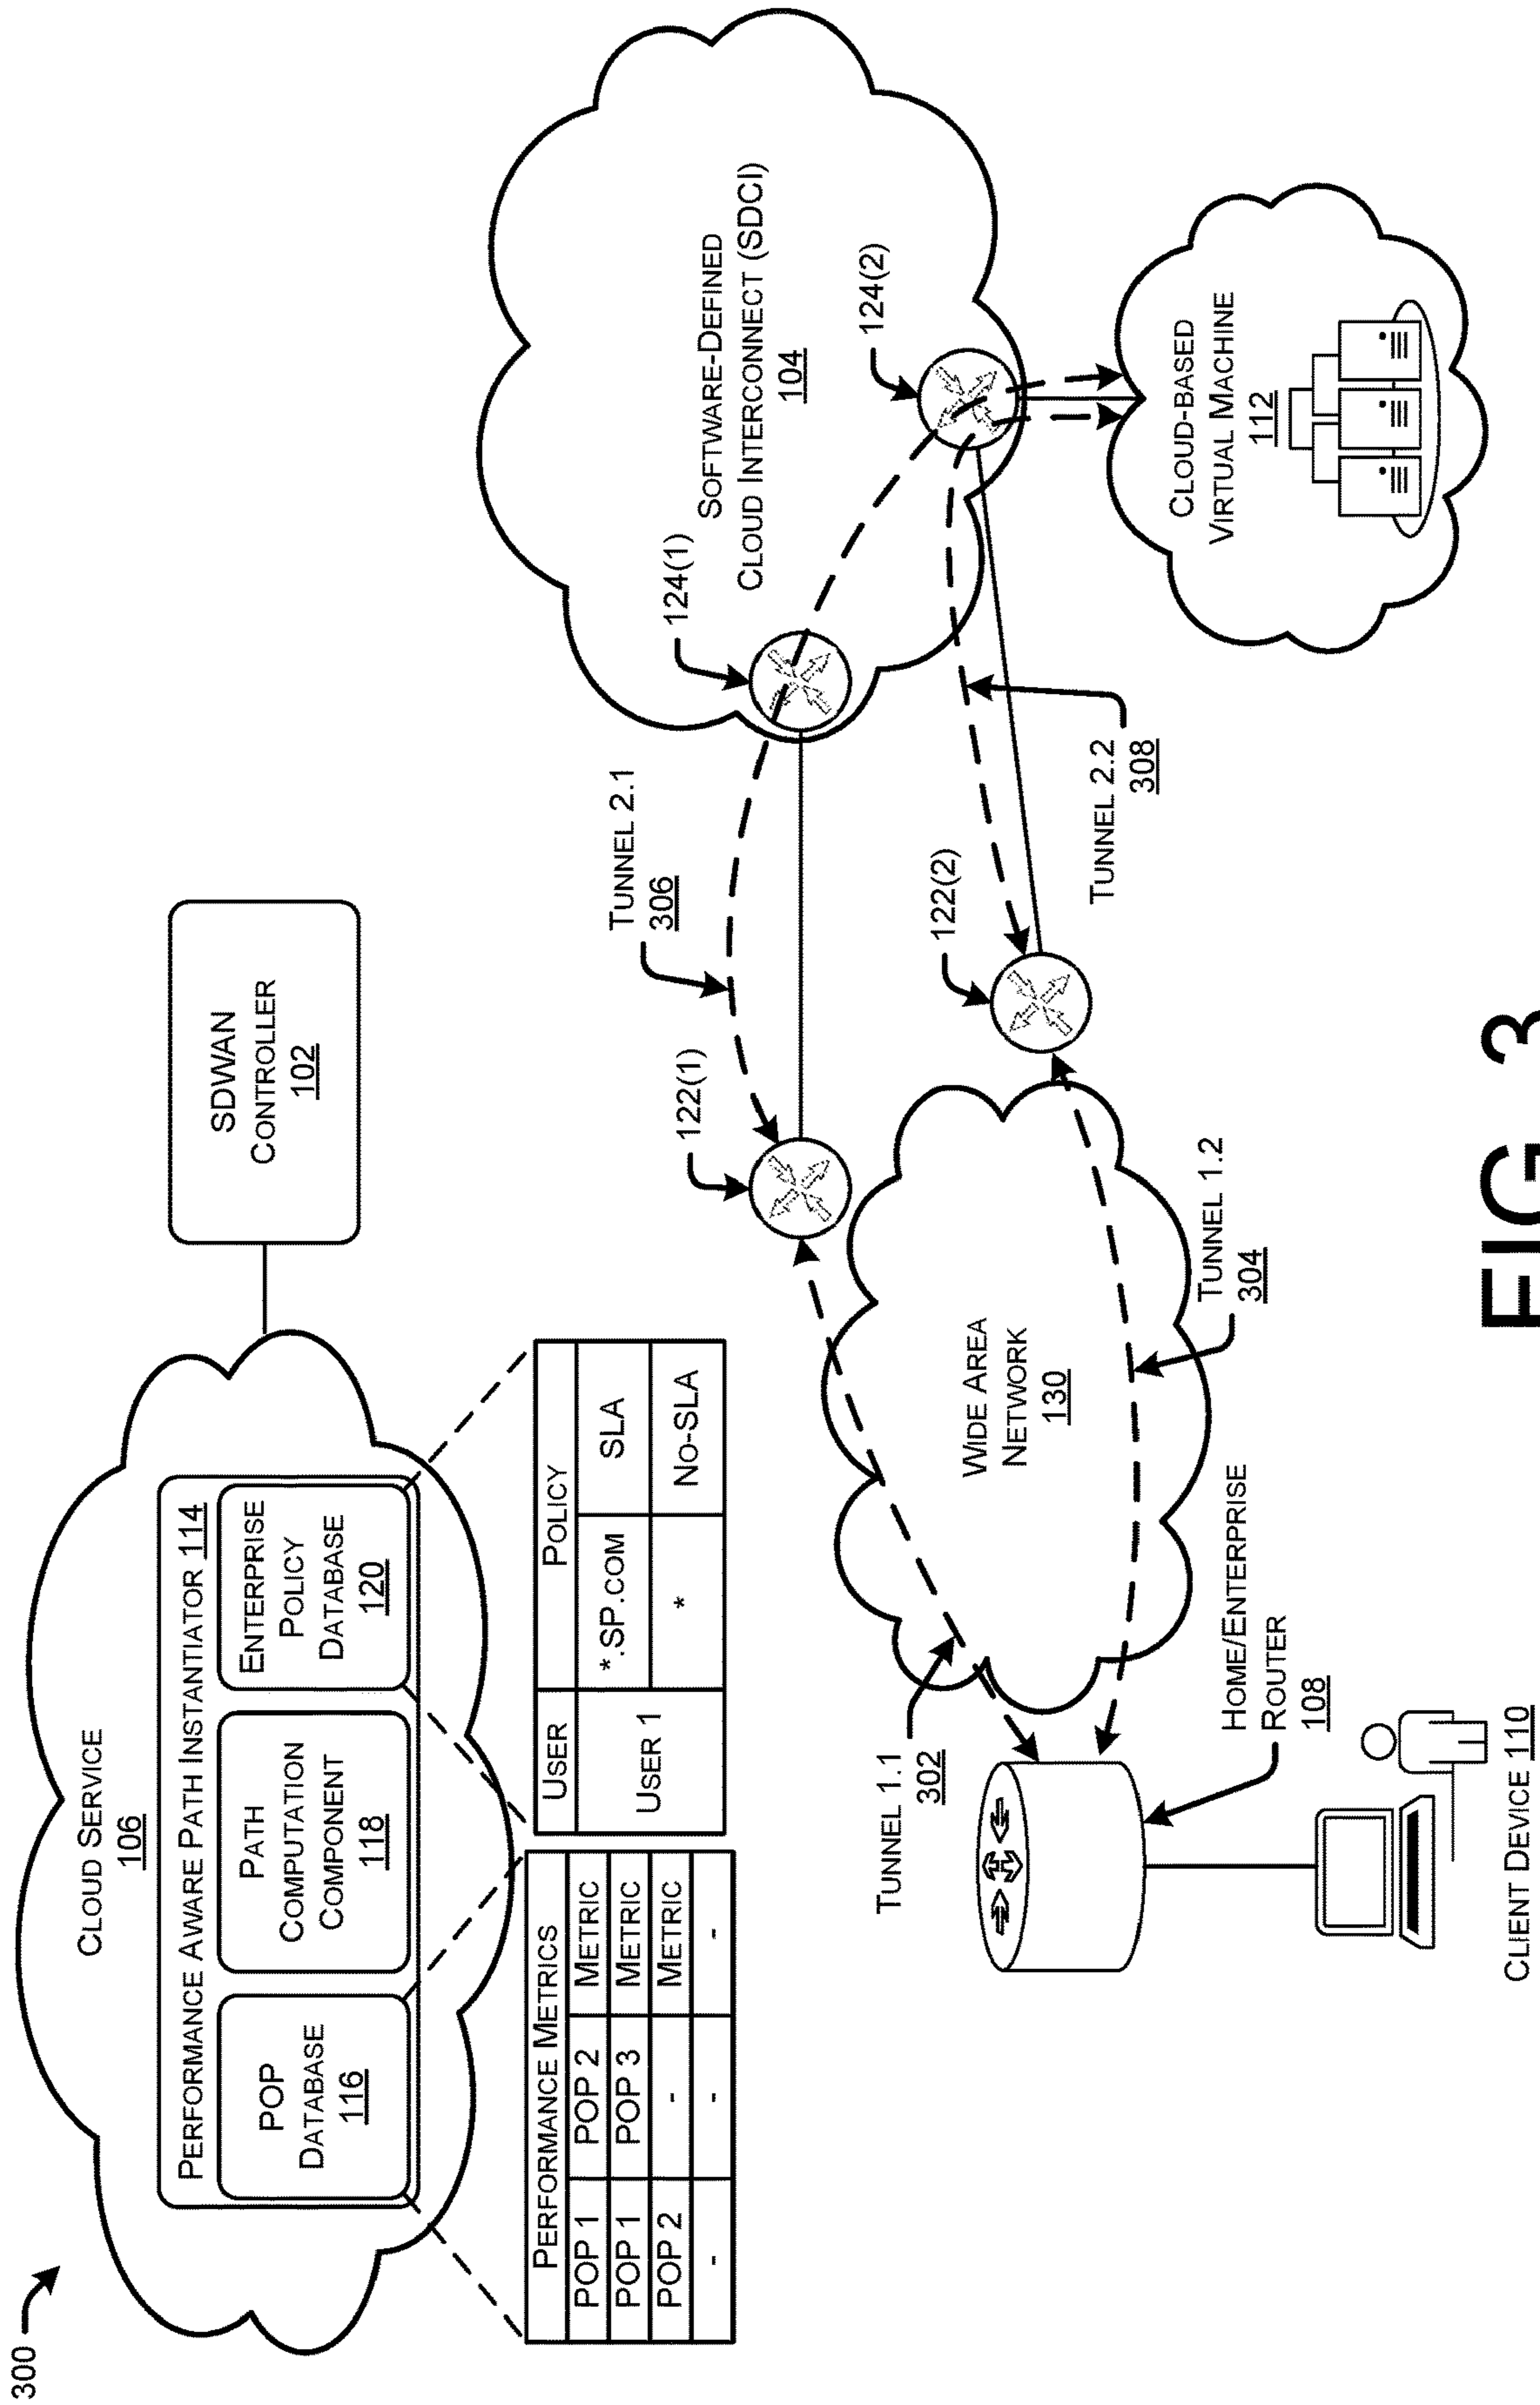 300
CLOUD SERVICE
106
PERFORMANCE AWARE PATH INSTANTIATOR 114
POP
DATABASE
116
PATH
COMPUTATION
COMPONENT
118
ENTERPRISE
POLICY
DATABASE
120
SDWAN
CONTROLLER
102
PERFORMANCE METRICS
POP 1 POP 2 METRIC
POP 1 POP 3 METRIC
POP 2 - METRIC
- - -
USER POLICY
USER 1
*.SP.COM SLA
* NO-SLA
TUNNEL 1.1
302
WIDE AREA
NETWORK
130
122(1)
TUNNEL 2.1
306
124(1)
SOFTWARE-DEFINED
CLOUD INTERCONNECT (SDCI)
104
124(2)
122(2)
TUNNEL 2.2
308
TUNNEL 1.2
304
HOME/ENTERPRISE
ROUTER
108
CLIENT DEVICE 110
CLOUD-BASED
VIRTUAL MACHINE
112
FIG. 3